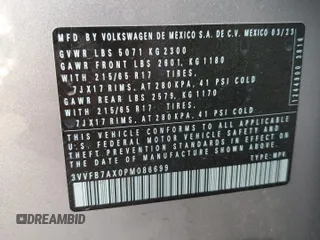 MFD BY VOLKSWAGEN DE MEXICO S.A. DE C.V. MEXICO 03/23
GVWR LBS 5071 KG 2300
GAWR FRONT LBS 2601, KG 1180
WITH 215/65 R17 TIRES,
7JX17 RIMS, AT 280 KPA, 41 PSI COLD
GAWR REAR LBS 2579, KG 1170
WITH 215/65 R17 TIRES,
7JX17 RIMS, AT 280 KPA, 41 PSI COLD
THIS VEHICLE CONFORMS TO ALL APPLICABLE
FEDERAL MOTOR VEHICLE SAFETY AND
THEFT PREVENTION STANDARDS IN EFFECT ON
THE DATE OF MANUFACTURE SHOWN ABOVE
3VVFB7AX0PM086699
TYPE: MPV
DREAMBID